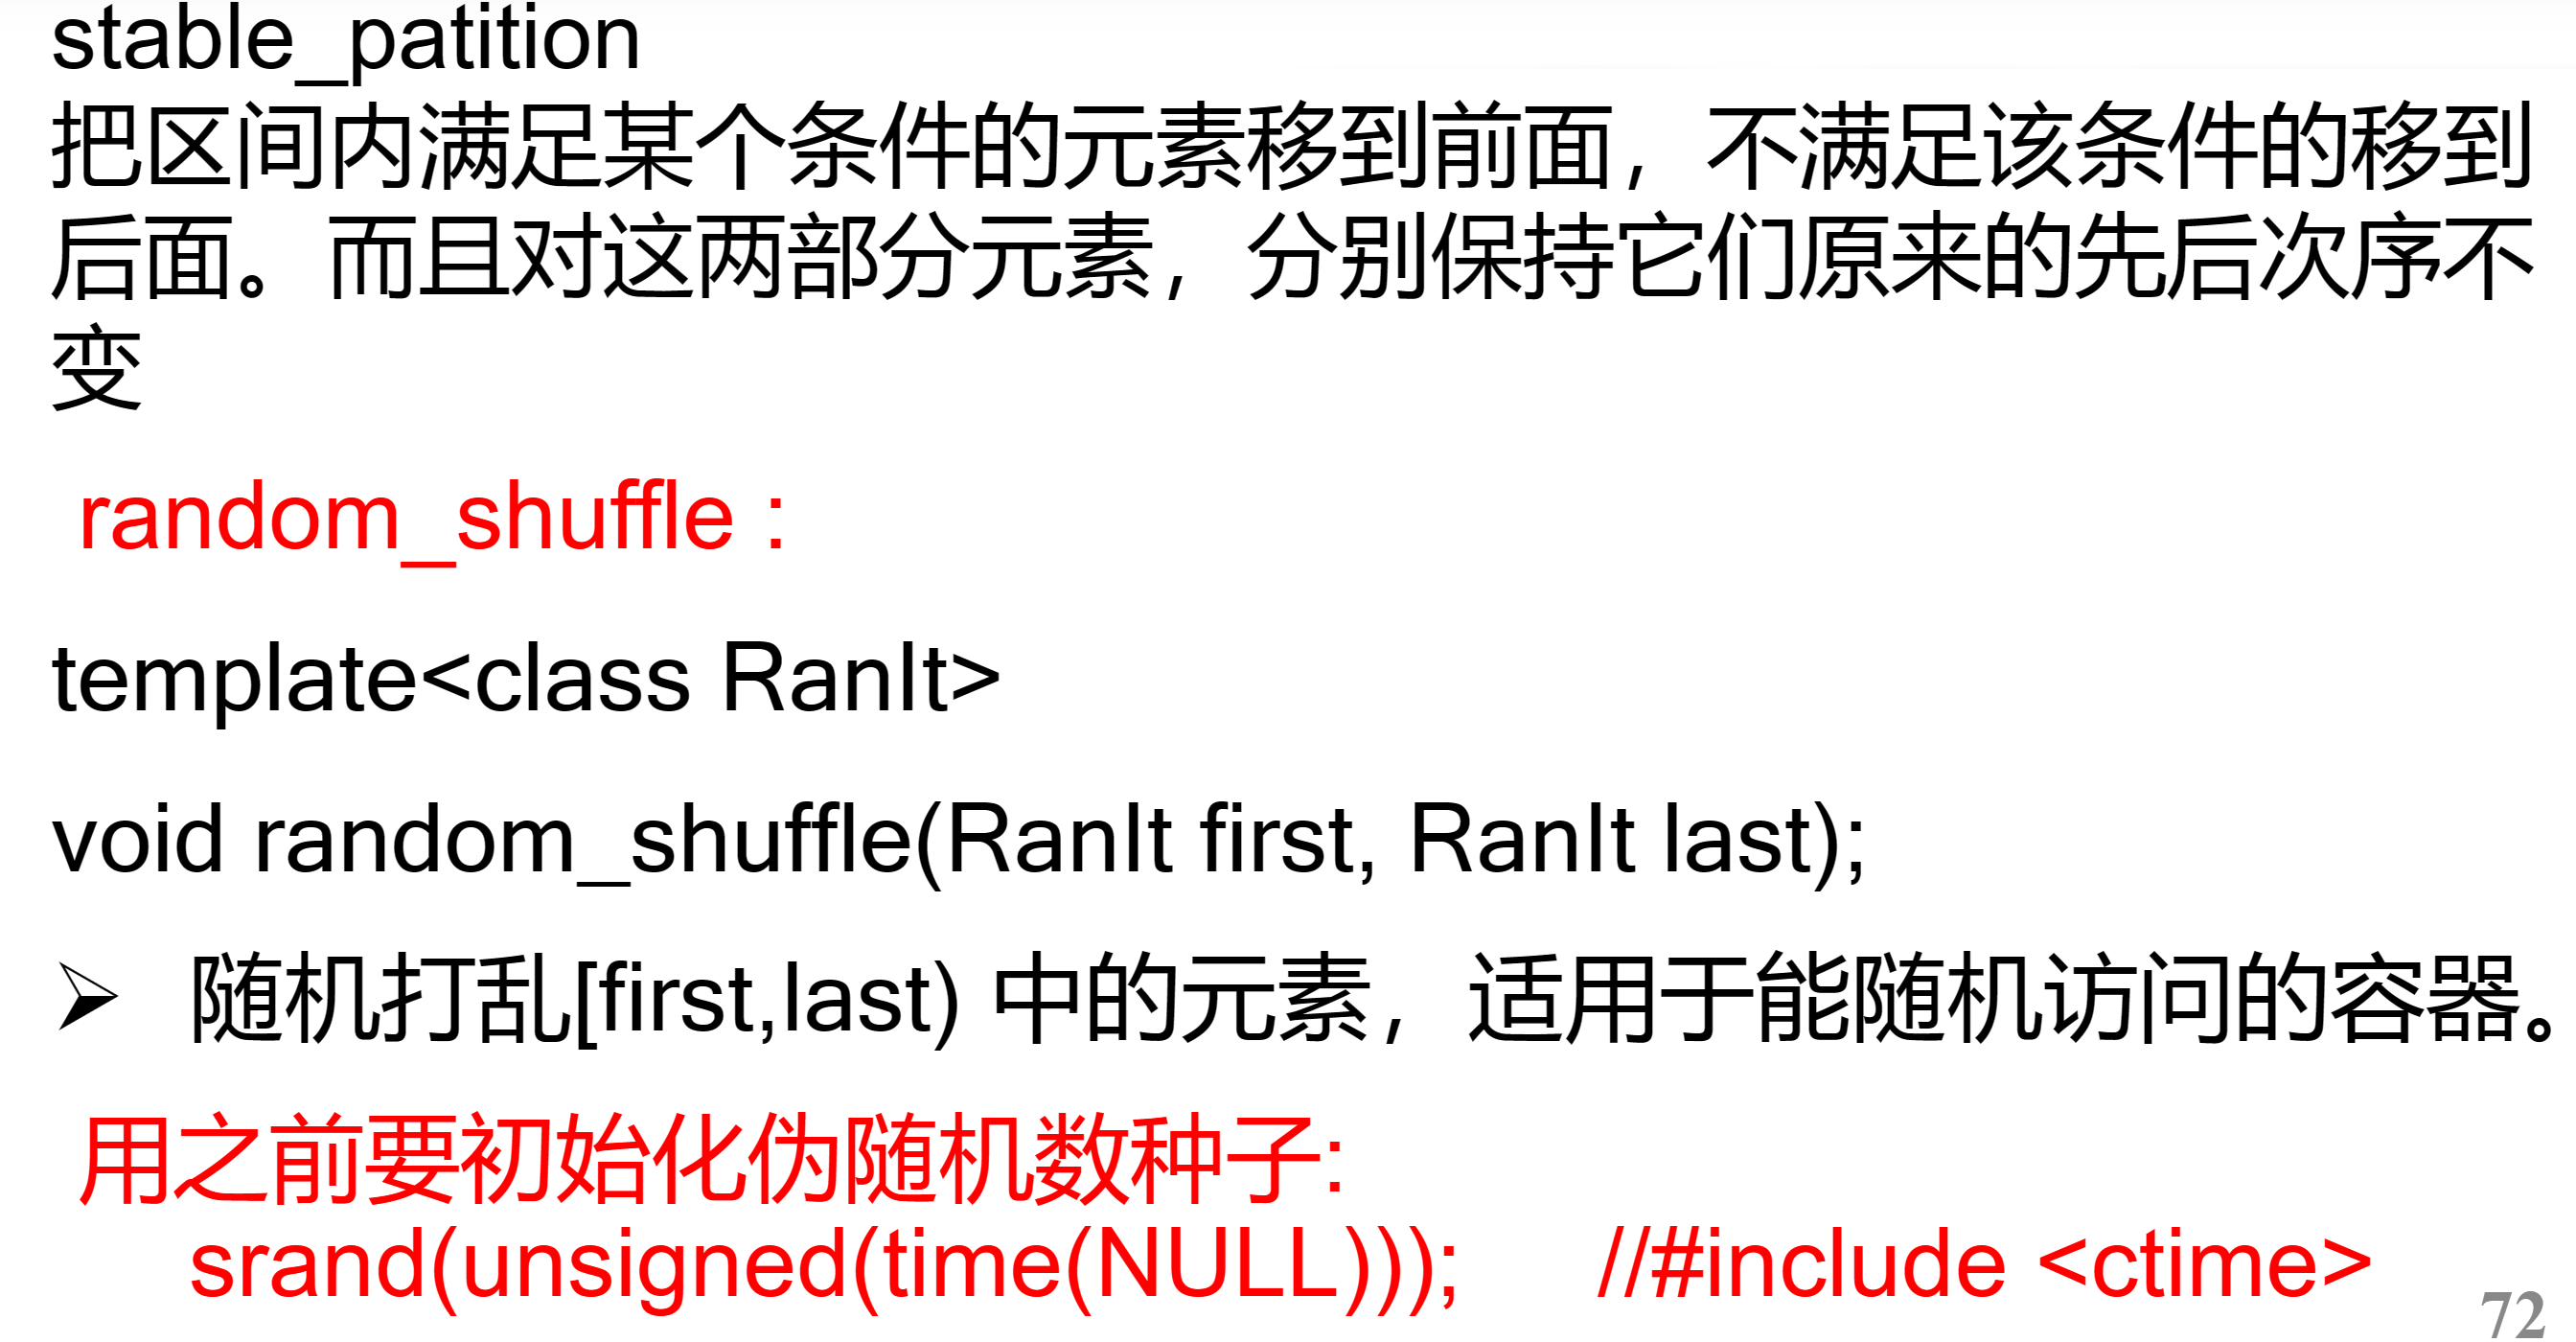 stable_patition
把区间内满足某个条件的元素移到前面，不满足该条件的移到
后面。而且对这两部分元素，分别保持它们原来的先后次序不
变
random_shuffle :
template<class RanIt>
void random_shuffle(RanIt first, RanIt last);
➢ 随机打乱[first,last) 中的元素，适用于能随机访问的容器。
用之前要初始化伪随机数种子:
srand(unsigned(time(NULL))); //#include <ctime>
72